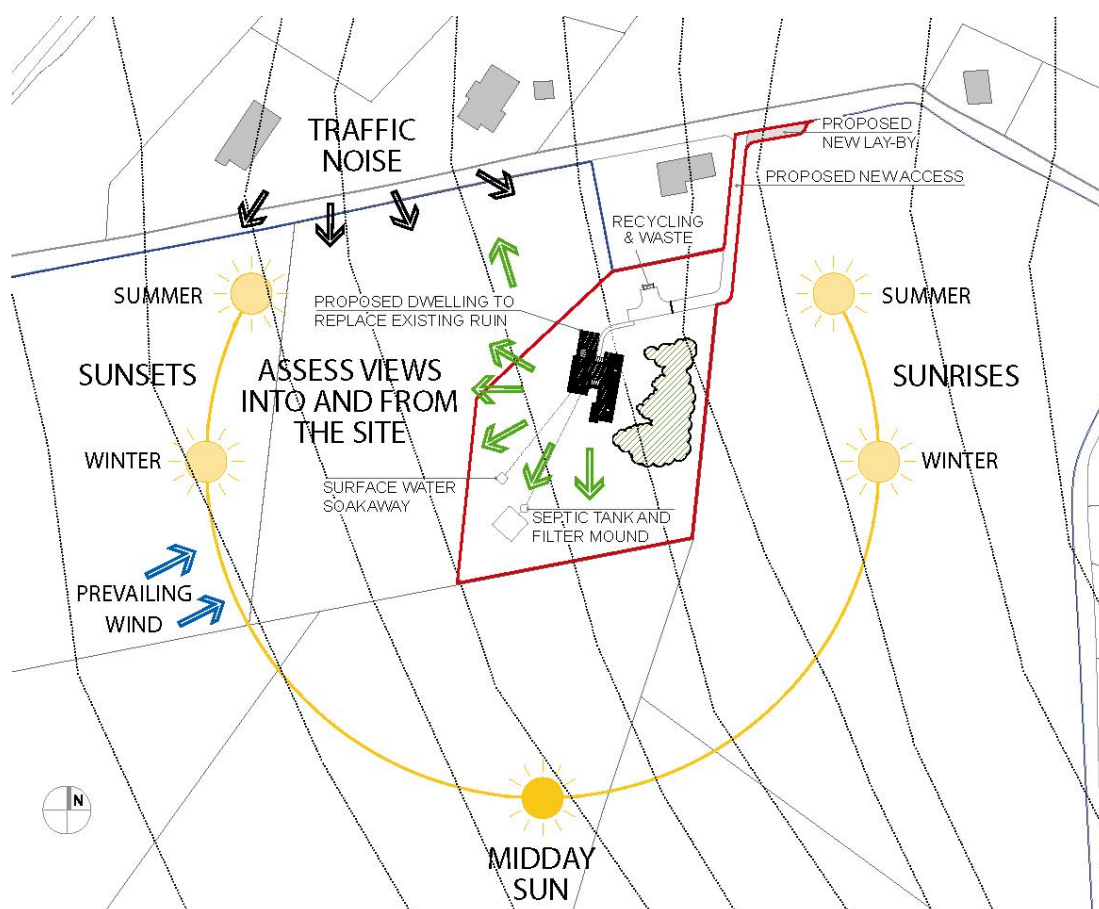 TRAFFIC
NOISE
PROPOSED
NEW LAY-BY
PROPOSED NEW ACCESS
RECYCLING
& WASTE
SUMMER
PROPOSED DWELLING TO
REPLACE EXISTING RUIN
SUMMER
SUNSETS
ASSESS VIEWS
INTO AND FROM
THE SITE
SUNRISES
WINTER
WINTER
SURFACE WATER
SOAKAWAY
SEPTIC TANK AND
FILTER MOUND
PREVAILING
WIND
N
MIDDAY
SUN